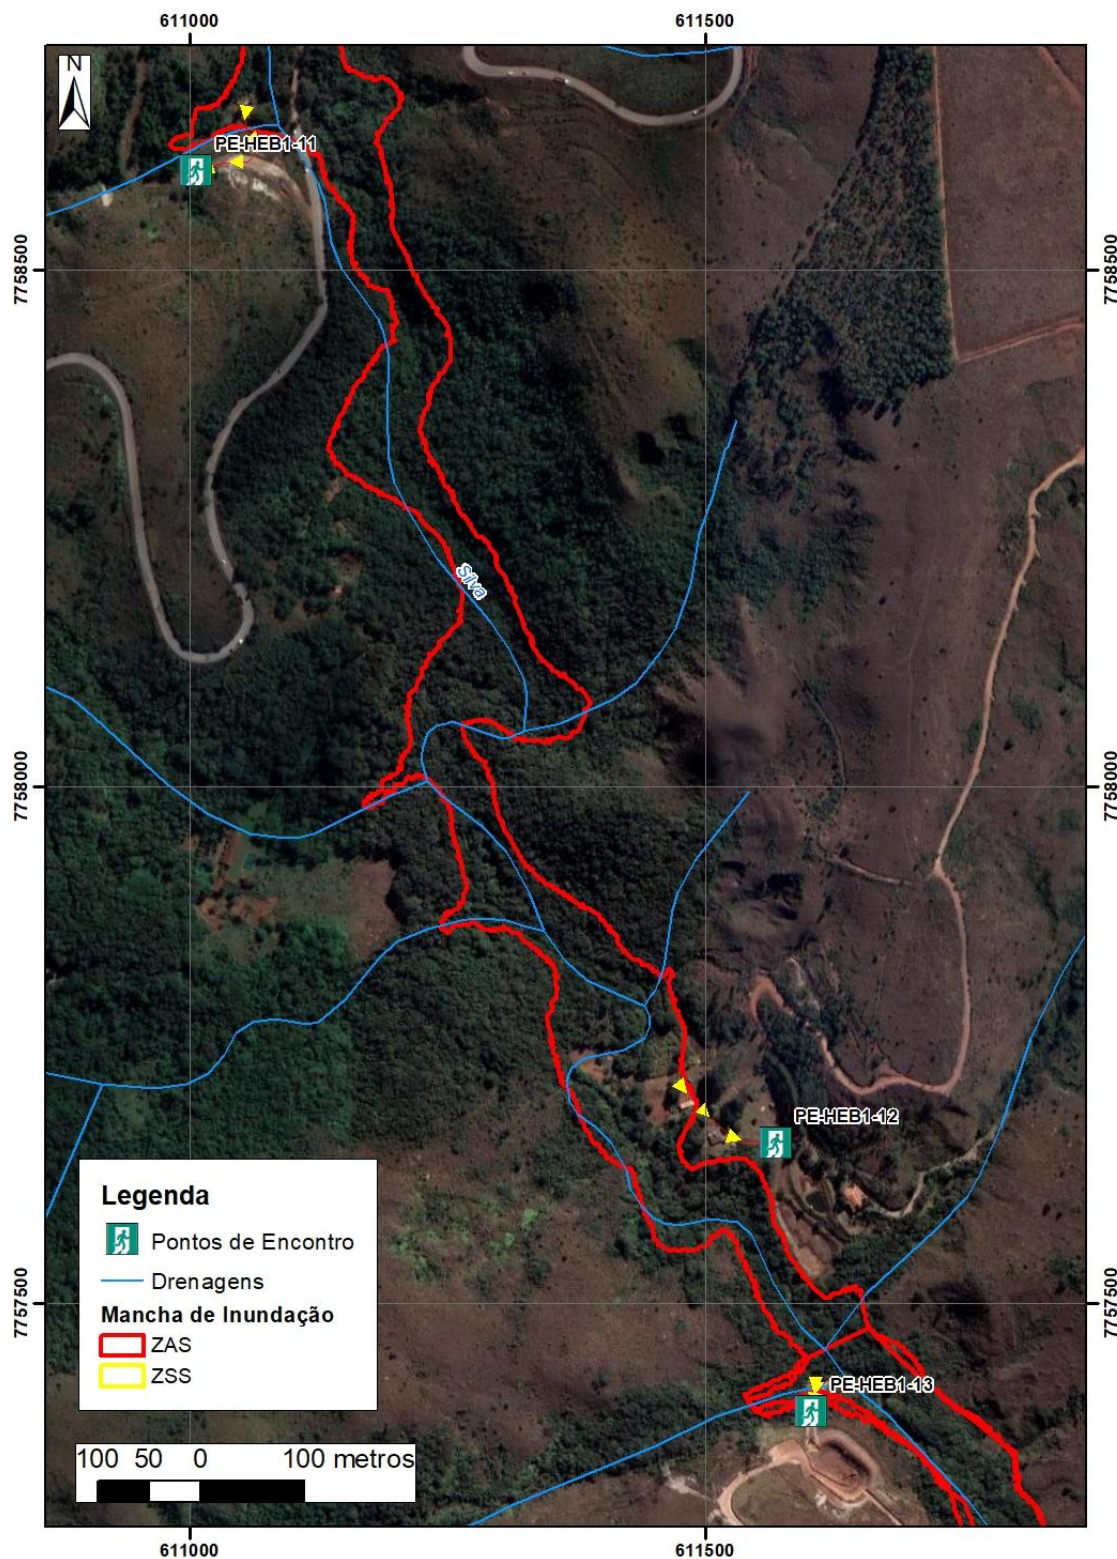 611000 611500
N
PE-HEB1-11
7758500 7758500
Silva
7758000 7758000
PE-HEB1-12
Legenda
Pontos de Encontro
Drenagens
Mancha de Inundação
ZAS
ZSS
7757500 7757500
PE-HEB1-13
100 50 0 100 metros
611000 611500